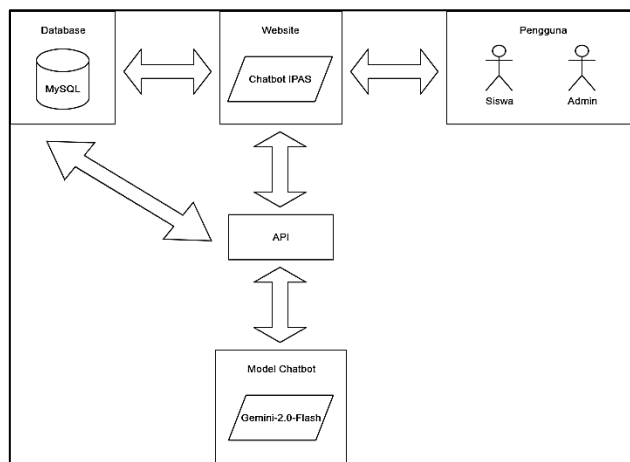 Database
MySQL
Website
Chatbot IPAS
Pengguna
Siswa
Admin
API
Model Chatbot
Gemini-2.0-Flash